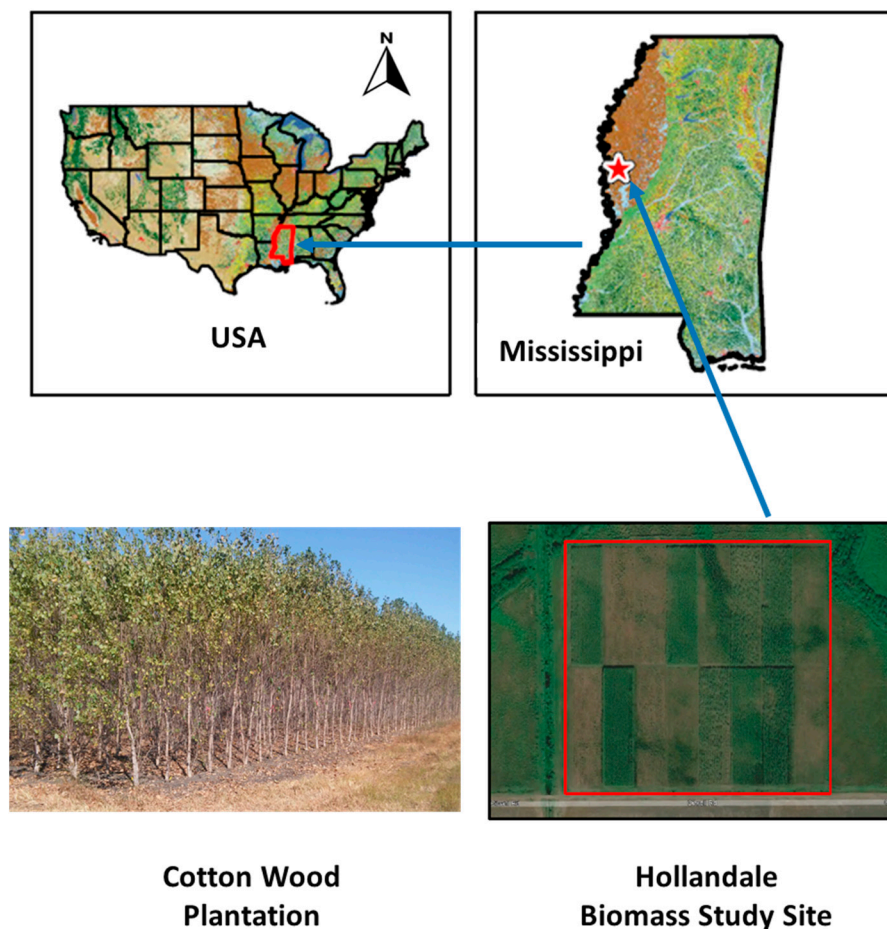 N
USA
Mississippi
Cotton Wood
Plantation
Hollandale
Biomass Study Site